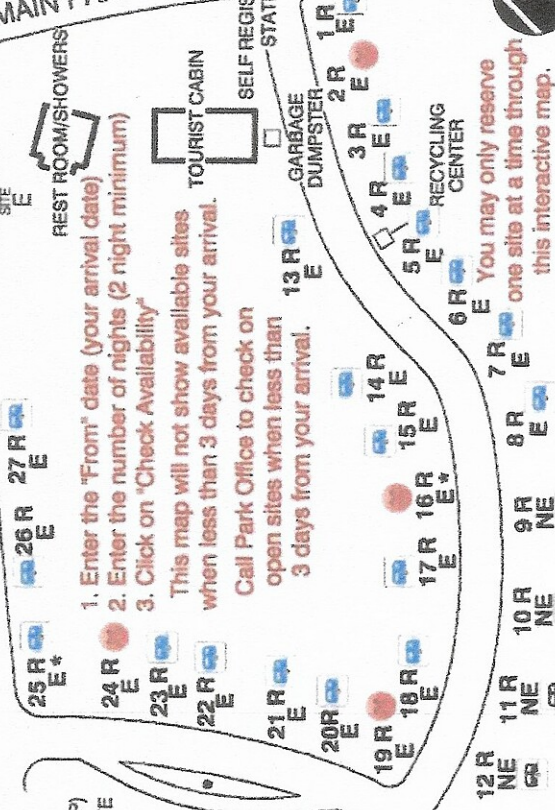 MAIN
SITE
E
REST ROOM/SHOWERS
TOURIST CABIN
SELF REGIS
STAT
GARBAGE
DUMPSTER
RECYCLING
CENTER
1. Enter the "From" date (your arrival date)
2. Enter the number of nights (2 night minimum)
3. Click on "Check Availability"
This map will not show available sites
when less than 3 days from your arrival.
Call Park Office to check on
open sites when less than
3 days from your arrival.
You may only reserve
one site at a time through
this interactive map.
1 R
E
2 R
E
3 R
E
4 R
E
5 R
E
6 R
E
7 R
E
8 R
E
9 R
NE
10 R
NE
11 R
NE
12 R
NE
13 R
E
14 R
E
15 R
E
16 R
E*
17 R
E
18 R
E
19 R
E
20R
E
21 R
E
22 R
E
23 R
E
24 R
E
25 R
E*
26 R
E
27 R
E
P)
E